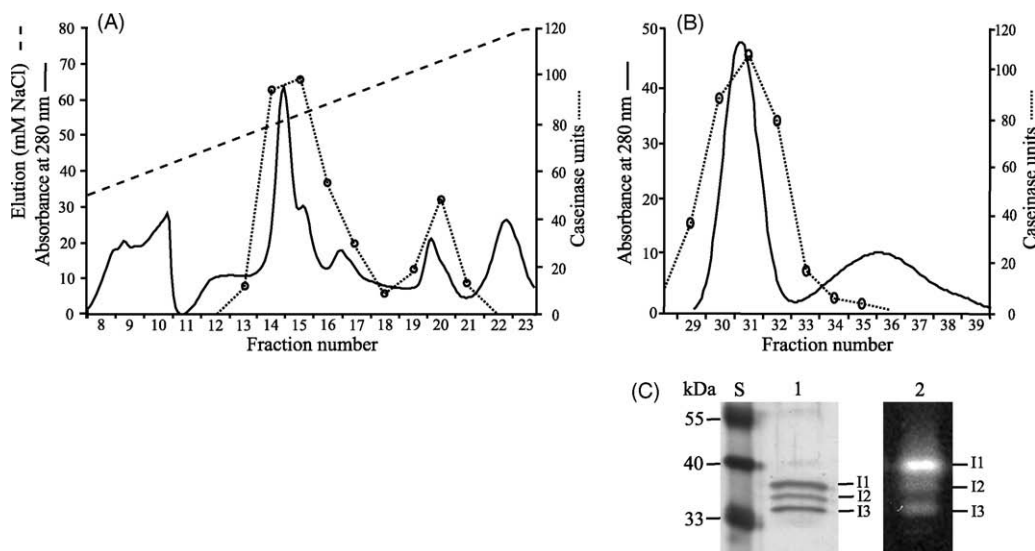 (A)
Elution (mM NaCl) – –
Absorbance at 280 nm —
80
70
60
50
40
30
20
10
0
120
100
80
60
40
20
0
Caseinase units ······
8 9 10 11 12 13 14 15 16 17 18 19 20 21 22 23
Fraction number
(B)
Absorbance at 280 nm —
50
40
30
20
10
0
120
100
80
60
40
20
0
Caseinase units ······
29 30 31 32 33 34 35 36 37 38 39
Fraction number
(C)
kDa S 1 2
55
40
33
I1
I2
I3
I1
I2
I3